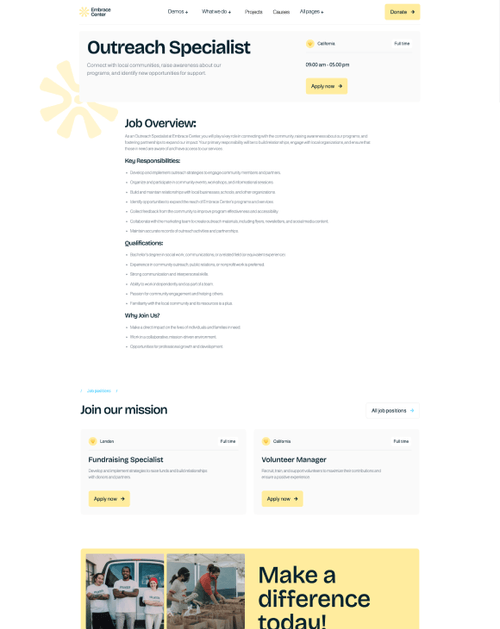 Embrace
Center
Demos
What we do
Projects
Causes
All pages
Donate
Outreach Specialist
Connect with local communities, raise awareness about our
programs, and identify new opportunities for support.
California
Full time
09:00 am - 05:00 pm
Apply now
Job Overview:
As an Outreach Specialist at Embrace Center, you will play a key role in connecting with the community, raising awareness about our programs, and
fostering partnerships to expand our impact. Your primary responsibility will be to build relationships, engage with local organizations, and ensure that
those in need are aware of and have access to our services.
Key Responsibilities:
Develop and implement outreach strategies to engage community members and partners.
Organize and participate in community events, workshops, and informational sessions.
Build and maintain relationships with local businesses, schools, and other organizations.
Identify opportunities to expand the reach of Embrace Center's programs and services.
Collect feedback from the community to improve program effectiveness and accessibility.
Collaborate with the marketing team to create outreach materials, including flyers, newsletters, and social media content.
Maintain accurate records of outreach activities and partnerships.
Qualifications:
Bachelor's degree in social work, communications, or a related field (or equivalent experience).
Experience in community outreach, public relations, or nonprofit work is preferred.
Strong communication and interpersonal skills.
Ability to work independently and as part of a team.
Passion for community engagement and helping others.
Familiarity with the local community and its resources is a plus.
Why Join Us?
Make a direct impact on the lives of individuals and families in need.
Work in a collaborative, mission-driven environment.
Opportunities for professional growth and development.
Job positions
Join our mission
All job positions
London
Full time
Fundraising Specialist
Develop and implement strategies to raise funds and build relationships
with donors and partners.
Apply now
California
Full time
Volunteer Manager
Recruit, train, and support volunteers to maximize their contributions and
ensure a positive experience.
Apply now
Make a
difference
today!